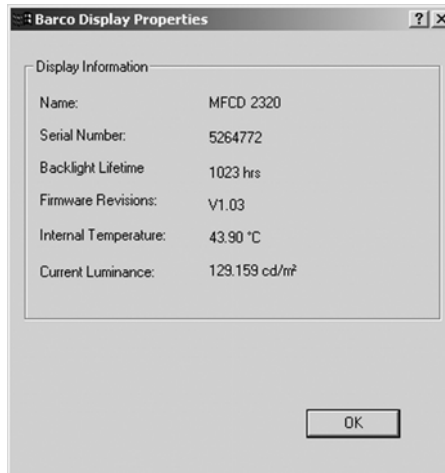 Barco Display Properties
Display Information
Name: MFCD 2320
Serial Number: 5264772
Backlight Lifetime 1023 hrs
Firmware Revisions: V1.03
Internal Temperature: 43.90 °C
Current Luminance: 129.159 cd/m²
OK